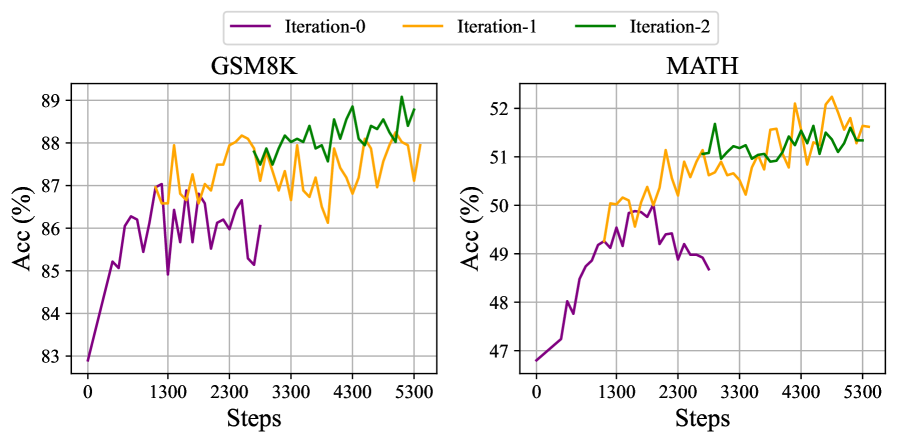 Iteration-0 Iteration-1 Iteration-2
GSM8K
89
88
87
86
85
84
83
Acc (%)
0 1300 2300 3300 4300 5300
Steps
MATH
52
51
50
49
48
47
Acc (%)
0 1300 2300 3300 4300 5300
Steps